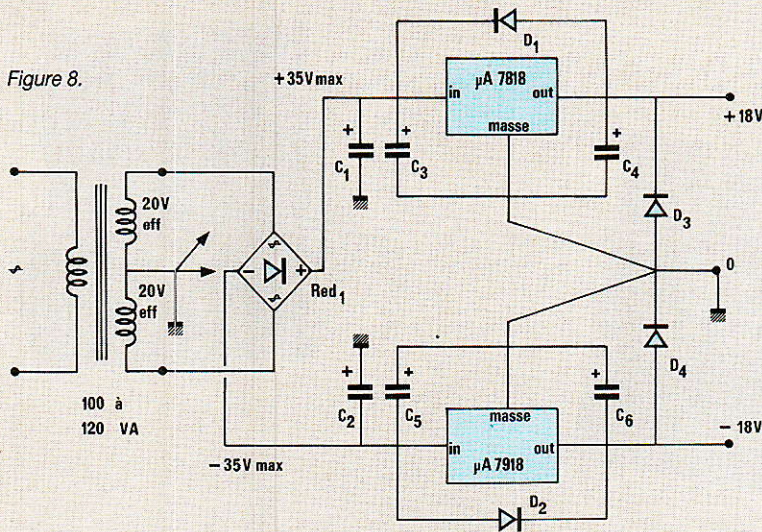 Figure 8.
D1
+35V max
µA 7818
in
out
masse
+18V
+
C1
+
C3
+
C4
20V
eff
D3
20V
eff
-
+
Red1
0
D4
+
C2
+
C5
+
C6
100 à
120 VA
masse
in
out
µA 7918
-35V max
-18V
D2